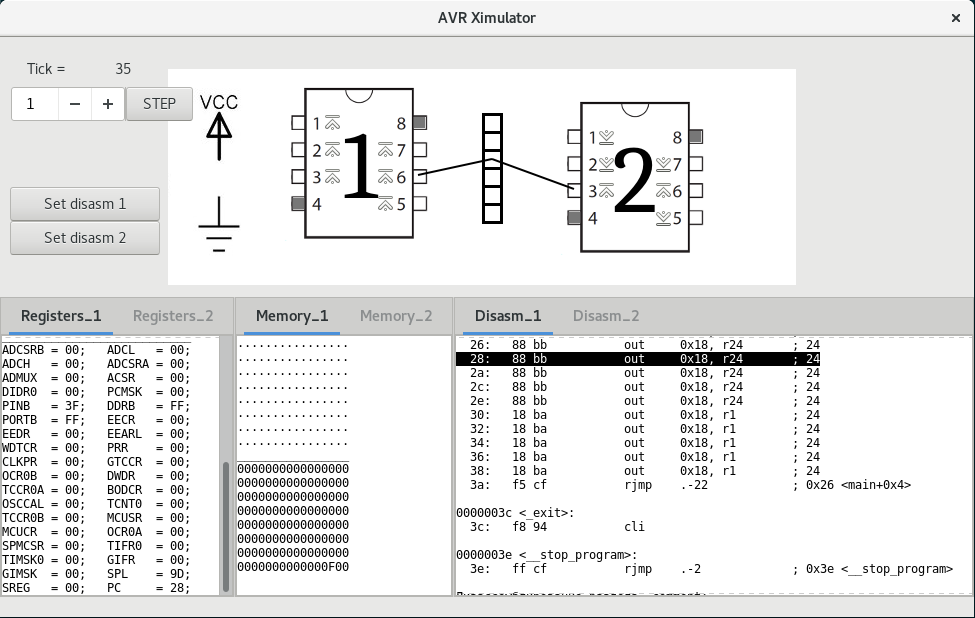 AVR Ximulator
×
Tick = 35
1 − + STEP
Set disasm 1
Set disasm 2
VCC
1 8
2 7
3 6
4 5
1
1 8
2 7
3 6
4 5
2
Registers_1 Registers_2
ADCSRB = 00; ADCL = 00;
ADCH = 00; ADCSRA = 00;
ADMUX = 00; ACSR = 00;
DIDR0 = 00; PCMSK = 00;
PINB = 3F; DDRB = FF;
PORTB = FF; EECR = 00;
EEDR = 00; EEARL = 00;
WDTCR = 00; PRR = 00;
CLKPR = 00; GTCCR = 00;
OCR0B = 00; DWDR = 00;
TCCR0A = 00; BODCR = 00;
OSCCAL = 00; TCNT0 = 00;
TCCR0B = 00; MCUSR = 00;
MCUCR = 00; OCR0A = 00;
SPMCSR = 00; TIFR0 = 00;
TIMSK0 = 00; GIFR = 00;
GIMSK = 00; SPL = 9D;
SREG = 00; PC = 28;
Memory_1 Memory_2
................
................
................
................
................
................
................
................
0000000000000000
0000000000000000
0000000000000000
0000000000000000
0000000000000000
0000000000000000
0000000000000000
0000000000000F00
Disasm_1 Disasm_2
26: 88 bb out 0x18, r24 ; 24
28: 88 bb out 0x18, r24 ; 24
2a: 88 bb out 0x18, r24 ; 24
2c: 88 bb out 0x18, r24 ; 24
2e: 88 bb out 0x18, r24 ; 24
30: 18 ba out 0x18, r1 ; 24
32: 18 ba out 0x18, r1 ; 24
34: 18 ba out 0x18, r1 ; 24
36: 18 ba out 0x18, r1 ; 24
38: 18 ba out 0x18, r1 ; 24
3a: f5 cf rjmp .-22 ; 0x26 <main+0x4>
0000003c <_exit>:
3c: f8 94 cli
0000003e <__stop_program>:
3e: ff cf rjmp .-2 ; 0x3e <__stop_program>